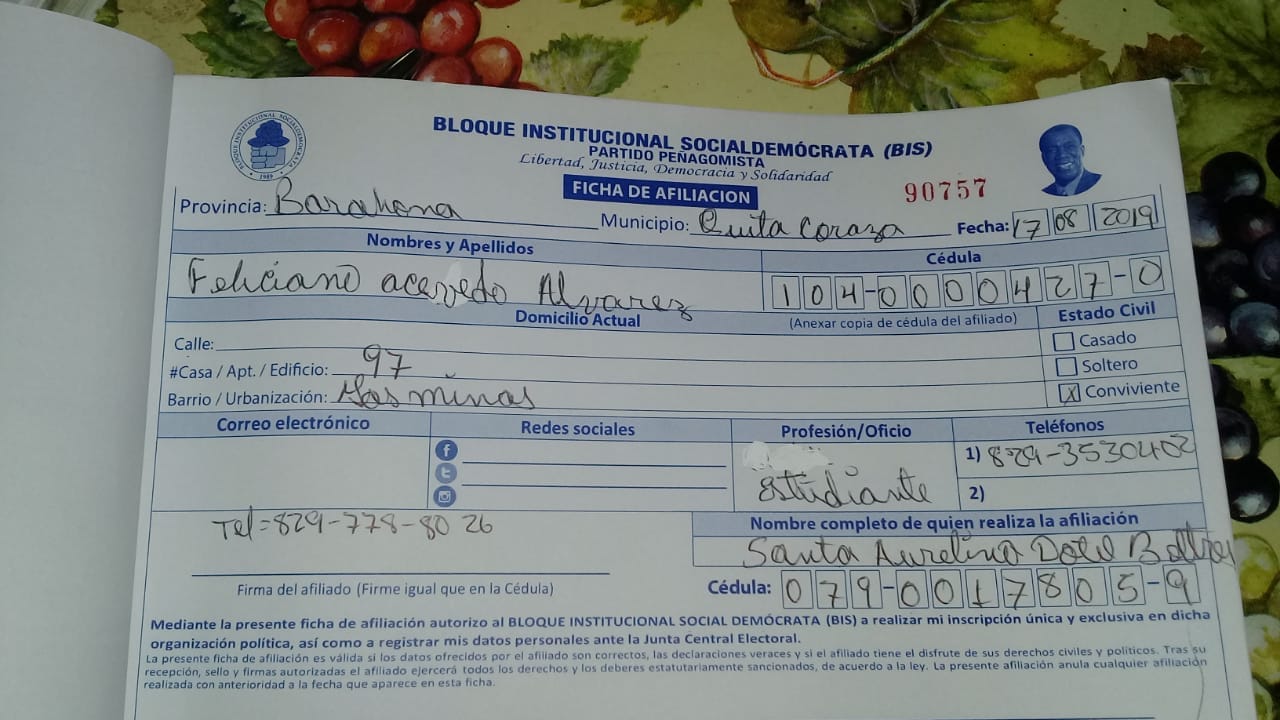 BLOQUE INSTITUCIONAL SOCIALDEMÓCRATA
1989
BLOQUE INSTITUCIONAL SOCIALDEMÓCRATA (BIS)
PARTIDO PEÑAGOMISTA
Libertad, Justicia, Democracia y Solidaridad
FICHA DE AFILIACION
90757
Provincia: Barahona Municipio: Quita Coraza Fecha: 17 08 2019
Nombres y Apellidos Cédula
Feliciano acevedo Alvarez 104-0000427-0
Domicilio Actual (Anexar copia de cédula del afiliado) Estado Civil
Calle: Casado
#Casa / Apt. / Edificio: 97 Soltero
Barrio / Urbanización: Las minas X Conviviente
Correo electrónico Redes sociales Profesión/Oficio Teléfonos
1) 829-3530402
estudiante 2)
Tel=829-778-80 26
Nombre completo de quien realiza la afiliación
Santa Aurelina Dotel
Firma del afiliado (Firme igual que en la Cédula) Cédula: 079-0017805-9
Mediante la presente ficha de afiliación autorizo al BLOQUE INSTITUCIONAL SOCIAL DEMÓCRATA (BIS) a realizar mi inscripción única y exclusiva en dicha
organización política, así como a registrar mis datos personales ante la Junta Central Electoral.
La presente ficha de afiliación es válida si los datos ofrecidos por el afiliado son correctos, las declaraciones veraces y si el afiliado tiene el disfrute de sus derechos civiles y políticos. Tras su
recepción, sello y firmas autorizadas el afiliado ejercerá todos los derechos y los deberes estatutariamente sancionados, de acuerdo a la ley. La presente afiliación anula cualquier afiliación
realizada con anterioridad a la fecha que aparece en esta ficha.